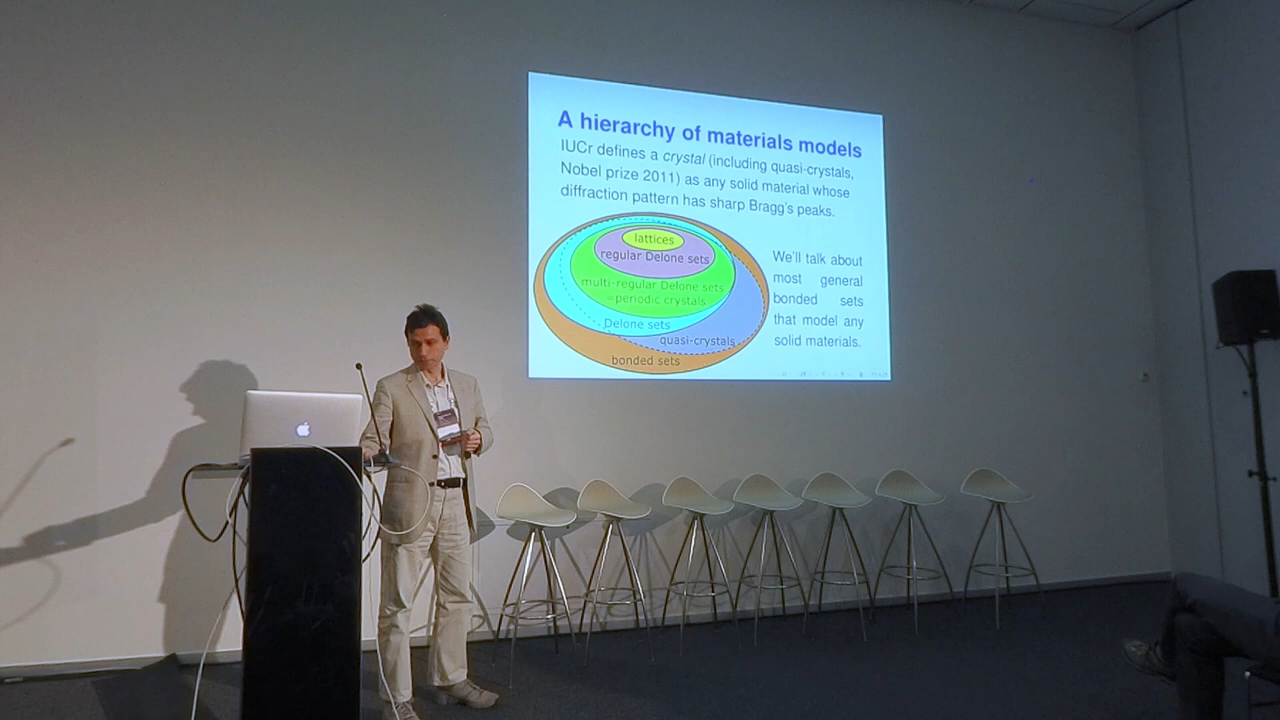 A hierarchy of materials models
IUCr defines a crystal (including quasi-crystals,
Nobel prize 2011) as any solid material whose
diffraction pattern has sharp Bragg's peaks.
lattices
regular Delone sets
multi-regular Delone sets
=periodic crystals
Delone sets
quasi-crystals
bonded sets
We'll talk about
most general
bonded sets
that model any
solid materials.